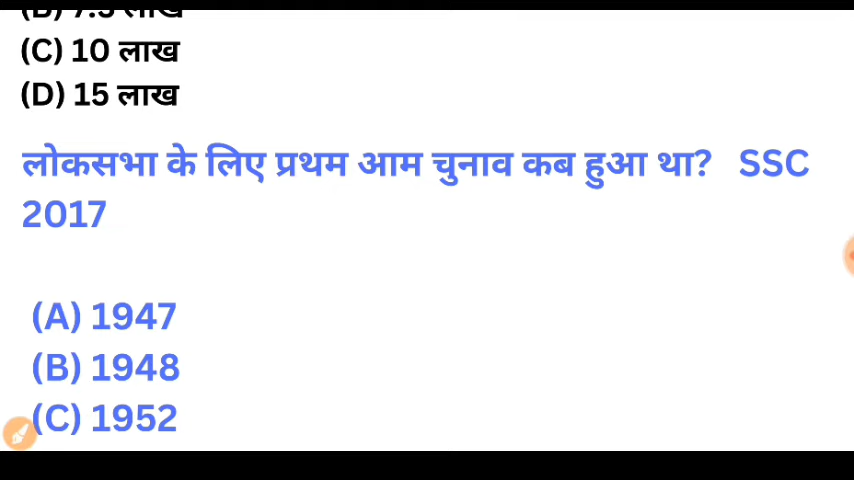 (C) 10 लाख
(D) 15 लाख
लोकसभा के लिए प्रथम आम चुनाव कब हुआ था? SSC
2017
(A) 1947
(B) 1948
(C) 1952